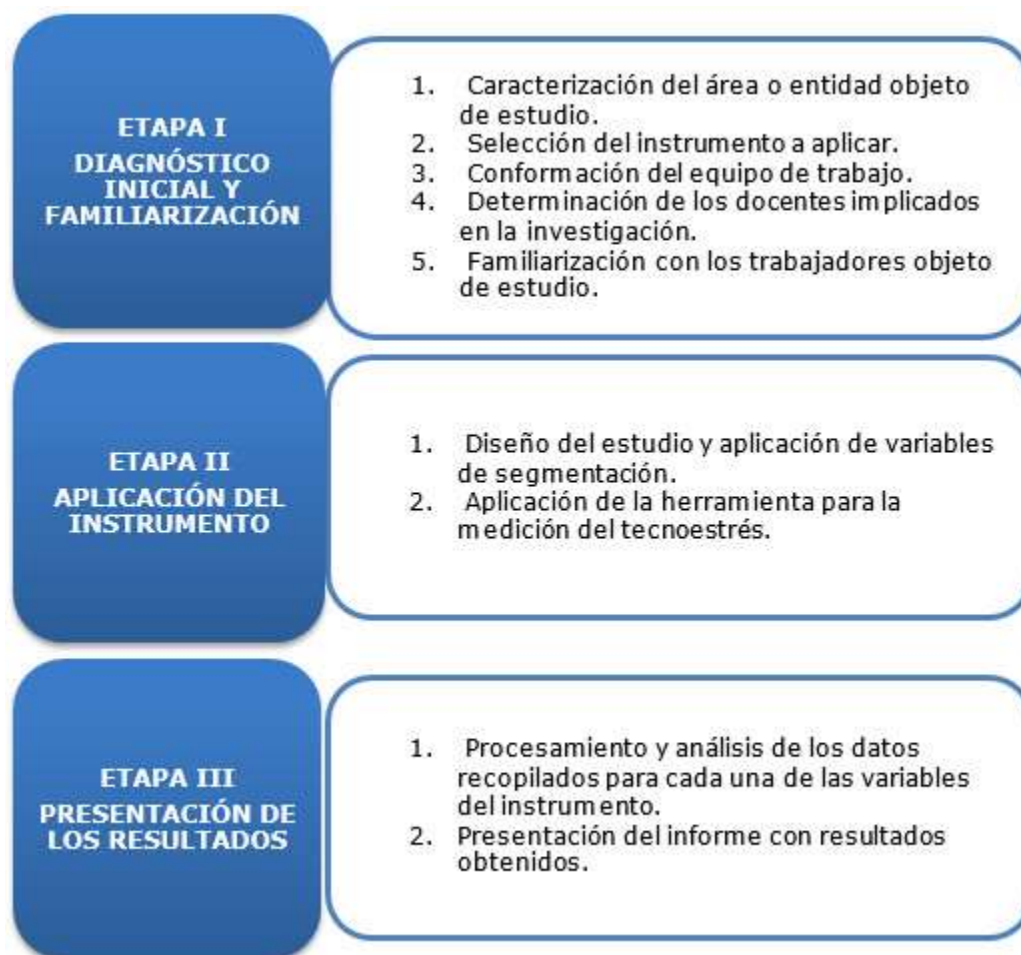 ETAPA I
DIAGNÓSTICO
INICIAL Y
FAMILIARIZACIÓN
1. Caracterización del área o entidad objeto
de estudio.
2. Selección del instrumento a aplicar.
3. Conformación del equipo de trabajo.
4. Determinación de los docentes implicados
en la investigación.
5. Familiarización con los trabajadores objeto
de estudio.
ETAPA II
APLICACIÓN DEL
INSTRUMENTO
1. Diseño del estudio y aplicación de variables
de segmentación.
2. Aplicación de la herramienta para la
medición del tecnoestrés.
ETAPA III
PRESENTACIÓN DE
LOS RESULTADOS
1. Procesamiento y análisis de los datos
recopilados para cada una de las variables
del instrumento.
2. Presentación del informe con resultados
obtenidos.